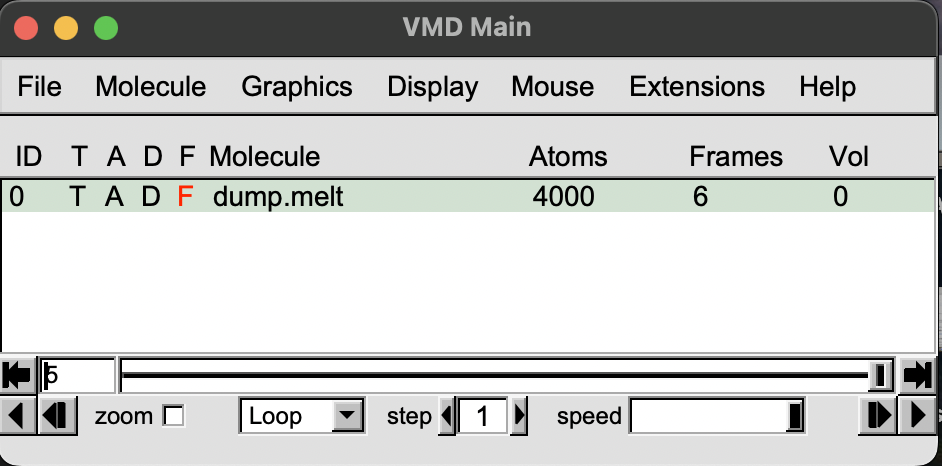 VMD Main
File Molecule Graphics Display Mouse Extensions Help
ID T A D F Molecule Atoms Frames Vol
0 T A D F dump.melt 4000 6 0
5
zoom Loop step 1 speed